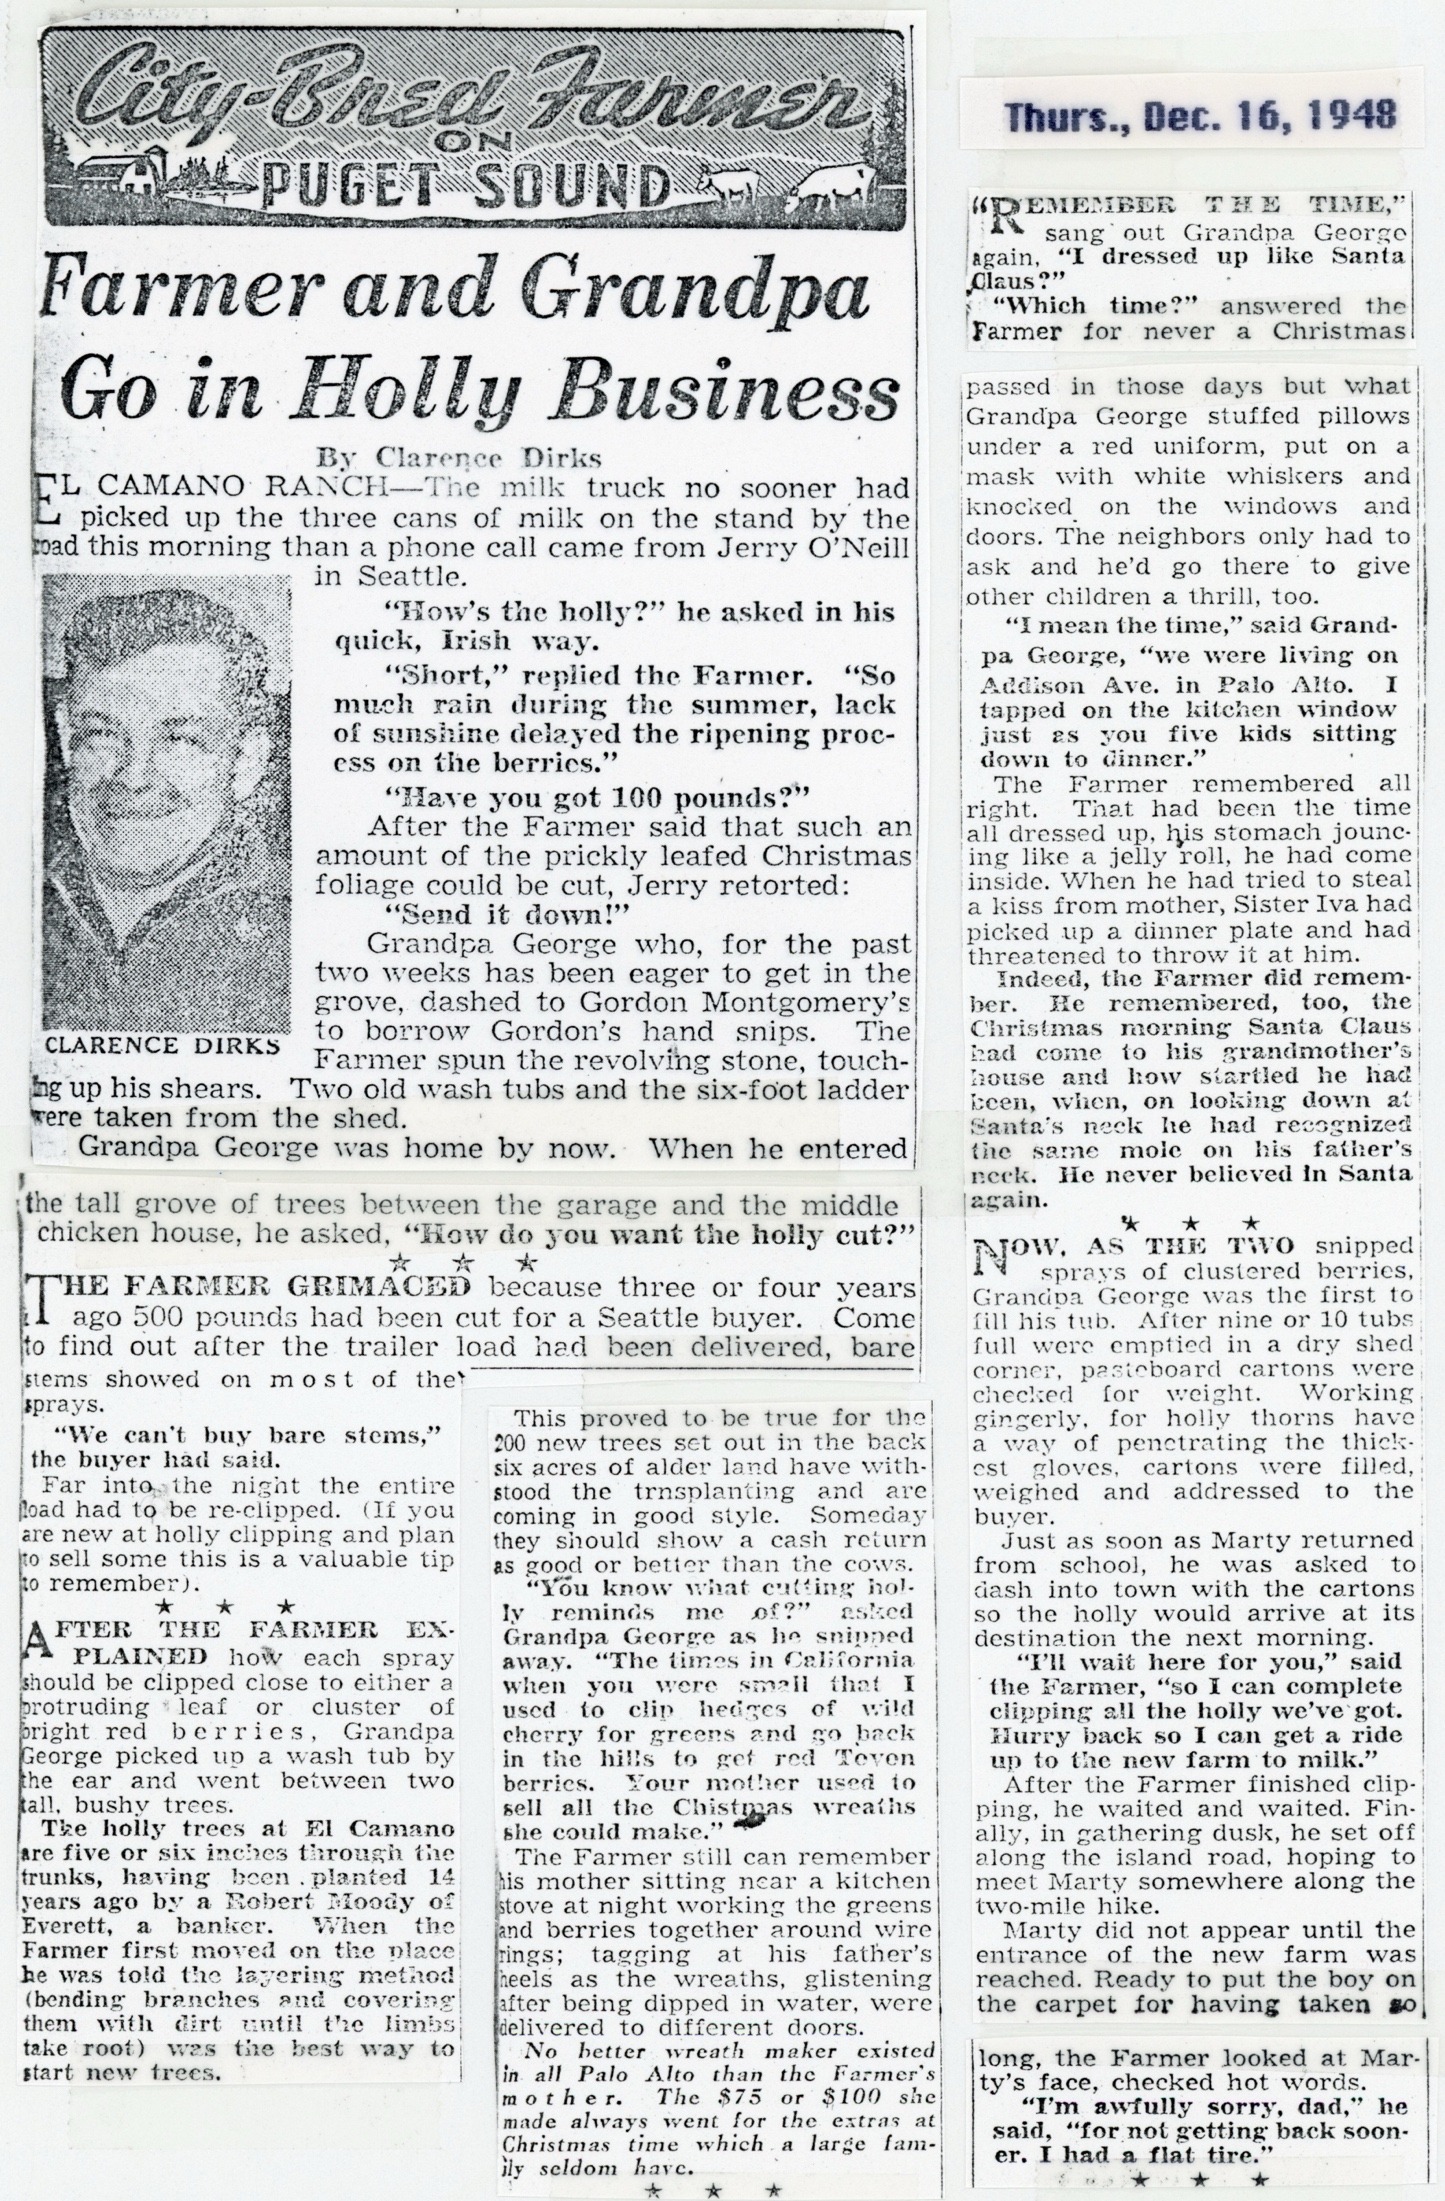 City-Bred Farmer
ON
PUGET SOUND
Farmer and Grandpa
Go in Holly Business
By Clarence Dirks
EL CAMANO RANCH—The milk truck no sooner had
picked up the three cans of milk on the stand by the
road this morning than a phone call came from Jerry O'Neill
in Seattle.
"How's the holly?" he asked in his
quick, Irish way.
"Short," replied the Farmer. "So
much rain during the summer, lack
of sunshine delayed the ripening proc-
ess on the berries."
"Have you got 100 pounds?"
After the Farmer said that such an
amount of the prickly leafed Christmas
foliage could be cut, Jerry retorted:
"Send it down!"
Grandpa George who, for the past
two weeks has been eager to get in the
grove, dashed to Gordon Montgomery's
to borrow Gordon's hand snips. The
Farmer spun the revolving stone, touch-
ing up his shears. Two old wash tubs and the six-foot ladder
were taken from the shed.
Grandpa George was home by now. When he entered
CLARENCE DIRKS
the tall grove of trees between the garage and the middle
chicken house, he asked, "How do you want the holly cut?"
★ ★ ★
THE FARMER GRIMACED because three or four years
ago 500 pounds had been cut for a Seattle buyer. Come
to find out after the trailer load had been delivered, bare
stems showed on most of the
sprays.
"We can't buy bare stems,"
the buyer had said.
Far into the night the entire
load had to be re-clipped. (If you
are new at holly clipping and plan
to sell some this is a valuable tip
to remember).
★ ★ ★
AFTER THE FARMER EX-
PLAINED how each spray
should be clipped close to either a
protruding leaf or cluster of
bright red berries, Grandpa
George picked up a wash tub by
the ear and went between two
tall, bushy trees.
The holly trees at El Camano
are five or six inches through the
trunks, having been planted 14
years ago by a Robert Moody of
Everett, a banker. When the
Farmer first moved on the place
he was told the layering method
(bending branches and covering
them with dirt until the limbs
take root) was the best way to
start new trees.
This proved to be true for the
200 new trees set out in the back
six acres of alder land have with-
stood the trnsplanting and are
coming in good style. Someday
they should show a cash return
as good or better than the cows.
"You know what cutting hol-
ly reminds me of?" asked
Grandpa George as he snipped
away. "The times in California
when you were small that I
used to clip hedges of wild
cherry for greens and go back
in the hills to get red Toyon
berries. Your mother used to
sell all the Chistmas wreaths
she could make."
The Farmer still can remember
his mother sitting near a kitchen
stove at night working the greens
and berries together around wire
rings; tagging at his father's
heels as the wreaths, glistening
after being dipped in water, were
delivered to different doors.
No better wreath maker existed
in all Palo Alto than the Farmer's
mother. The $75 or $100 she
made always went for the extras at
Christmas time which a large fam-
ily seldom have.
★ ★ ★
Thurs., Dec. 16, 1948
"REMEMBER THE TIME,"
sang out Grandpa George
again, "I dressed up like Santa
Claus?"
"Which time?" answered the
Farmer for never a Christmas
passed in those days but what
Grandpa George stuffed pillows
under a red uniform, put on a
mask with white whiskers and
knocked on the windows and
doors. The neighbors only had to
ask and he'd go there to give
other children a thrill, too.
"I mean the time," said Grand-
pa George, "we were living on
Addison Ave. in Palo Alto. I
tapped on the kitchen window
just as you five kids sitting
down to dinner."
The Farmer remembered all
right. That had been the time
all dressed up, his stomach jounc-
ing like a jelly roll, he had come
inside. When he had tried to steal
a kiss from mother, Sister Iva had
picked up a dinner plate and had
threatened to throw it at him.
Indeed, the Farmer did remem-
ber. He remembered, too, the
Christmas morning Santa Claus
had come to his grandmother's
house and how startled he had
been, when, on looking down at
Santa's neck he had recognized
the same mole on his father's
neck. He never believed in Santa
again.
★ ★ ★
NOW, AS THE TWO snipped
sprays of clustered berries,
Grandpa George was the first to
fill his tub. After nine or 10 tubs
full were emptied in a dry shed
corner, pasteboard cartons were
checked for weight. Working
gingerly, for holly thorns have
a way of penetrating the thick-
est gloves, cartons were filled,
weighed and addressed to the
buyer.
Just as soon as Marty returned
from school, he was asked to
dash into town with the cartons
so the holly would arrive at its
destination the next morning.
"I'll wait here for you," said
the Farmer, "so I can complete
clipping all the holly we've got.
Hurry back so I can get a ride
up to the new farm to milk."
After the Farmer finished clip-
ping, he waited and waited. Fin-
ally, in gathering dusk, he set off
along the island road, hoping to
meet Marty somewhere along the
two-mile hike.
Marty did not appear until the
entrance of the new farm was
reached. Ready to put the boy on
the carpet for having taken so
long, the Farmer looked at Mar-
ty's face, checked hot words.
"I'm awfully sorry, dad," he
said, "for not getting back soon-
er. I had a flat tire."
★ ★ ★